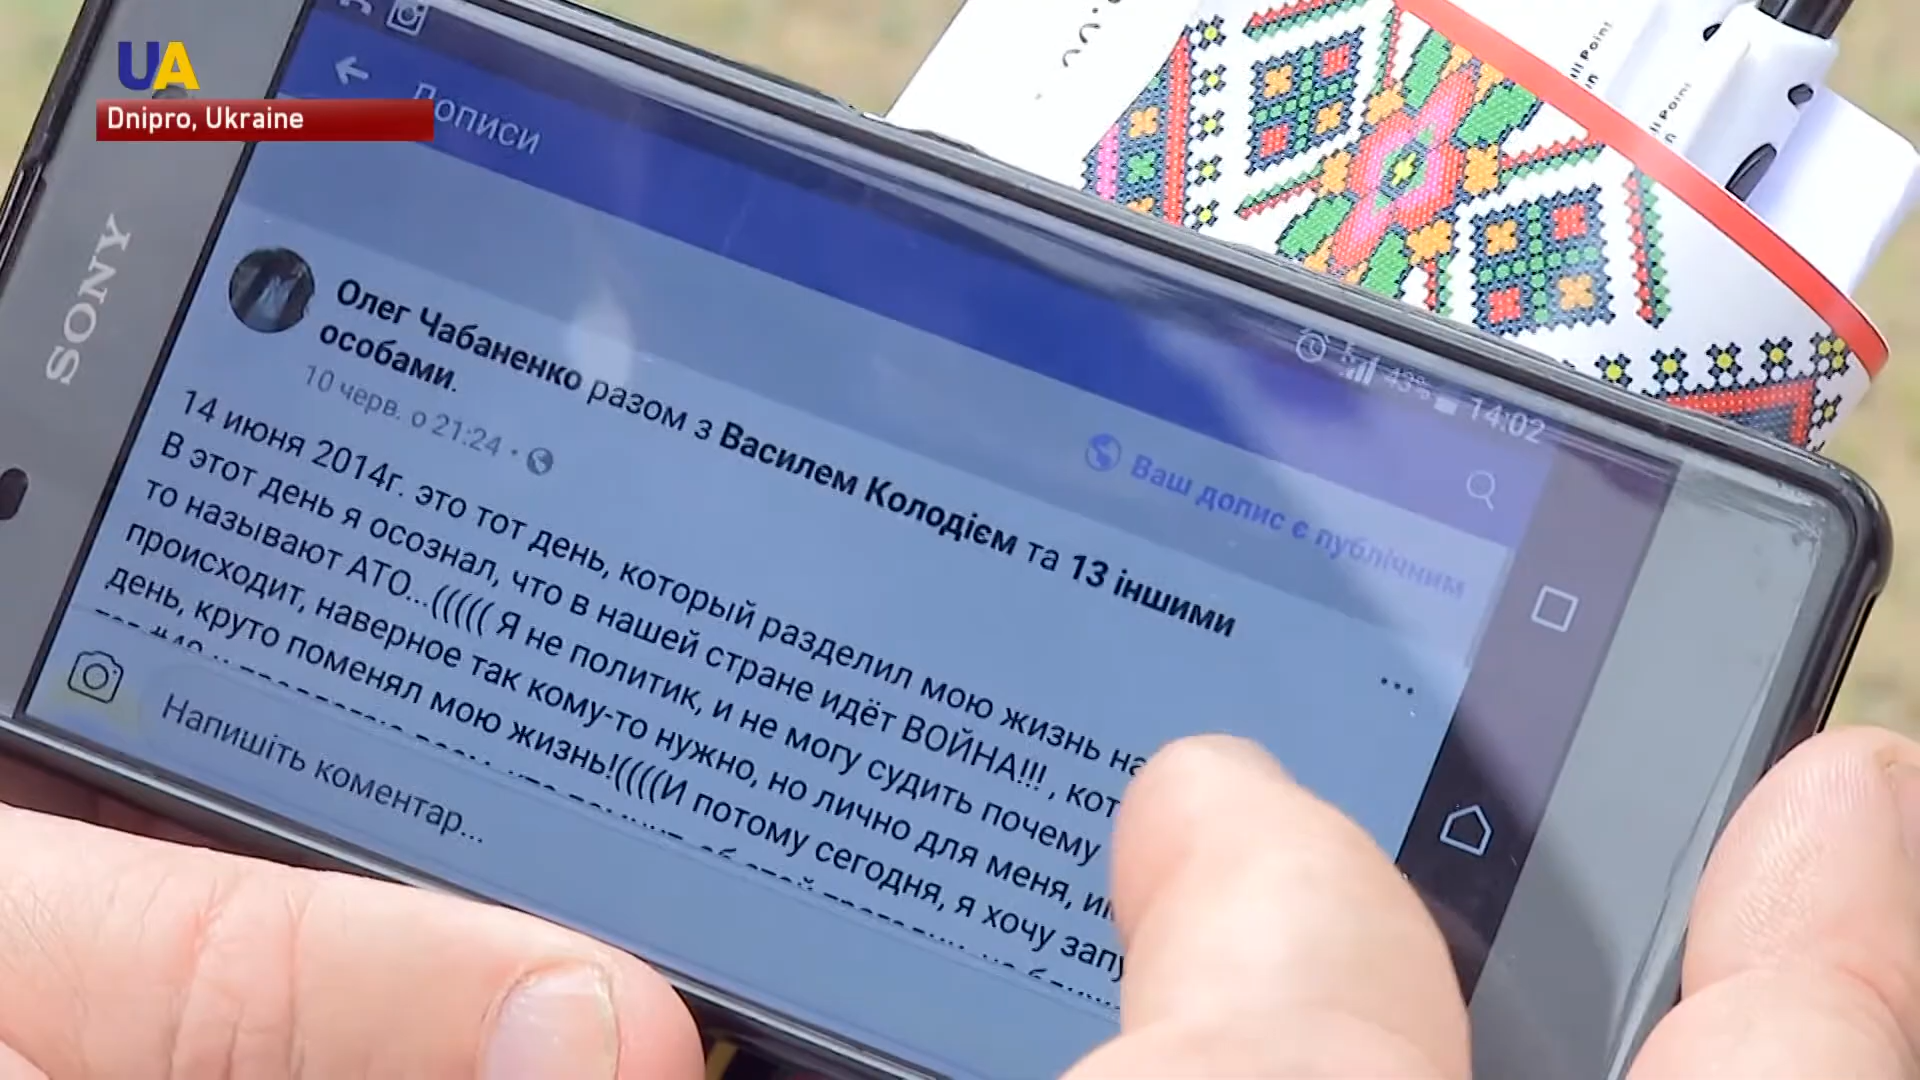 UA
Dnipro, Ukraine
SONY
Дописи
43% 14:02
Ваш допис є публічним
Олег Чабаненко разом з Василем Колодієм та 13 іншими
особами.
10 черв. о 21:24 ·
14 июня 2014г. это тот день, который разделил мою жизнь на
В этот день я осознал, что в нашей стране идёт ВОЙНА!!! ,
то называют АТО...((((( Я не политик, и не могу судить почему
происходит, наверное так кому-то нужно, но лично для меня,
день, круто поменял мою жизнь!((((И потому сегодня, я хочу
Напишіть коментар...